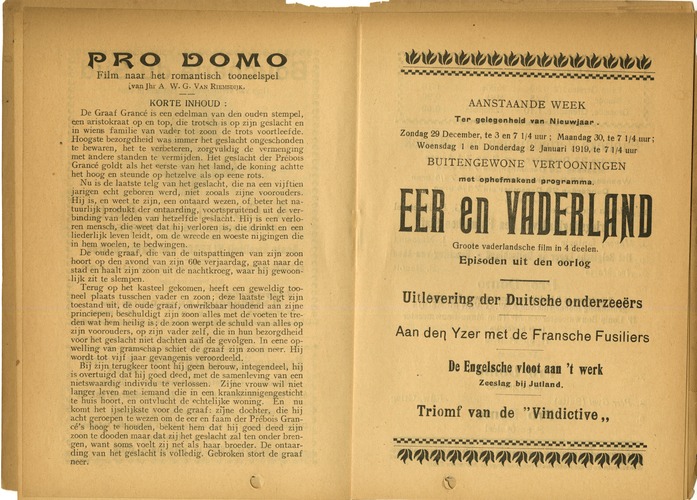 PRO DOMO
Film naar het romantisch tooneelspel
(van Jhr A. W. G. VAN RIEMSDIJK.
KORTE INHOUD :
De Graaf Grancé is een edelman van den ouden stempel,
een aristokraat op en top, die trotsch is op zijn geslacht en
in wiens familie van vader tot zoon de trots voortleefde.
Hoogste bezorgdheid was immer het geslacht ongeschonden
te bewaren, het te verbeteren, zorgvuldig de vermenging
met andere standen te vermijden. Het geslacht der Prébois
Grancé goldt als het eerste van het land, de koning achtte
het hoog en steunde op hetzelve als op eene rots.
Nu is de laatste telg van het geslacht, die na een vijftien
jarigen echt geboren werd, niet zooals zijne voorouders.
Hij is, en weet te zijn, een ontaard wezen, of beter het na-
tuurlijk produkt der ontaarding, voortspruitend uit de ver-
binding van leden van hetzelfde geslacht. Hij is een verlo-
ren mensch, die weet dat hij verloren is, die drinkt en een
liederlijk leven leidt, om de wreede en woeste nijgingen die
in hem woelen, te bedwingen.
De oude graaf, die van de uitspattingen van zijn zoon
hoort op den avond van zijn 60e verjaardag, gaat naar de
stad en haalt zijn zoon uit de nachtkroeg, waar hij gewoon-
lijk zit te slempen.
Terug op het kasteel gekomen, heeft een geweldig too-
neel plaats tusschen vader en zoon; deze laatste legt zijn
toestand uit, de oude graaf, onwrikbaar houdend aan zijne
princiepen, beschuldigt zijn zoon alles met de voeten te tre-
den wat hem heilig is; de zoon werpt de schuld van alles op
zijn voorouders, op zijn vader zelf, die in hun bezorgdheid
voor het geslacht niet dachten aan de gevolgen. In eene op-
welling van gramschap schiet de graaf zijn zoon neer. Hij
wordt tot vijf jaar gevangenis veroordeeld.
Bij zijn terugkeer toont hij geen berouw, integendeel, hij
is overtuigd dat hij goed deed, met de samenleving van een
nietswaardig individu te verlossen. Zijne vrouw wil niet
langer leven met iemand die in een krankzinnigengesticht
te huis hoort, en ontvlucht de echtelijke woning. En nu
komt het ijselijkste voor de graaf: zijne dochter, die hij
acht geroepen te wezen om de eer en faam der Prébois Gran-
cé's hoog te houden, bekent hem dat hij goed deed zijn
zoon te dooden maar dat zij het geslacht zal ten onder bren-
gen, want soms voelt zij net als haar broeder. De ontaar-
ding van het geslacht is volledig. Gebroken stort de graaf
neer.
AANSTAANDE WEEK
Ter gelegenheid van Nieuwjaar.
Zondag 29 December, te 3 en 7 1/4 uur ; Maandag 30, te 7 1/4 uur ;
Woensdag 1 en Donderdag 2 Januari 1919, te 7 1/4 uur
BUITENGEWONE VERTOONINGEN
met ophefmakend programma.
EER en VADERLAND
Groote vaderlandsche film in 4 deelen.
Episoden uit den oorlog
Uitlevering der Duitsche onderzeeërs
Aan den Yzer met de Fransche Fusiliers
De Engelsche vloot aan 't werk
Zeeslag bij Jutland.
Triomf van de "Vindictive„